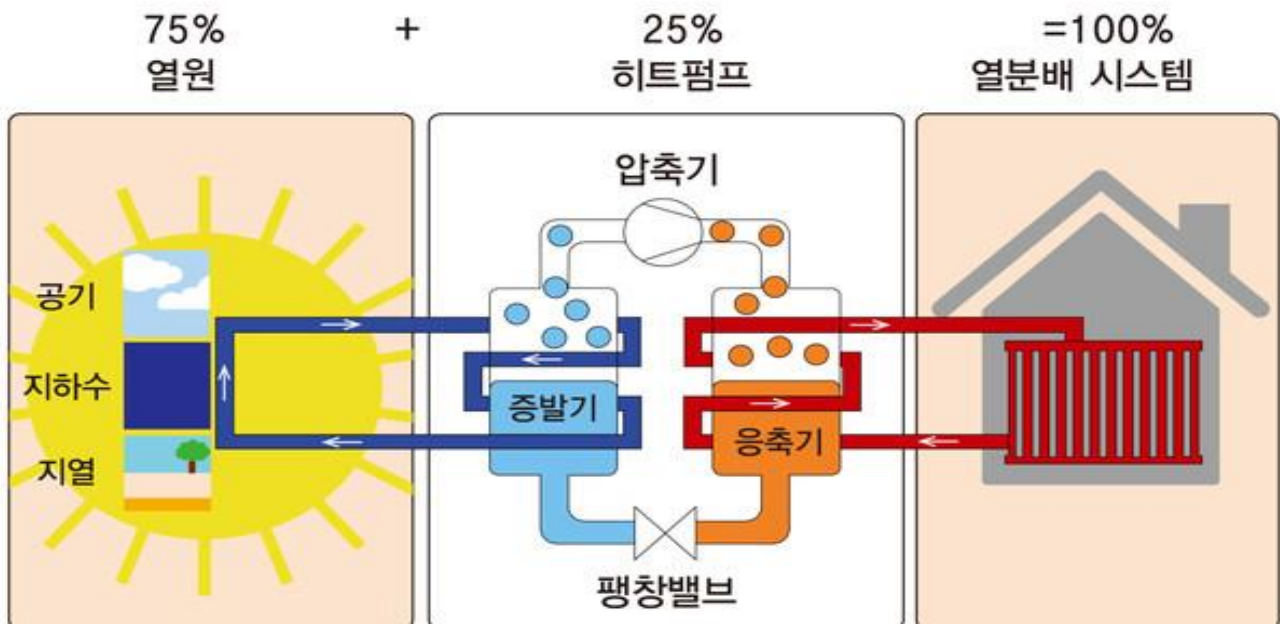 75% + 25% =100%
열원 히트펌프 열분배 시스템
압축기
공기
지하수
지열
증발기
응축기
팽창밸브